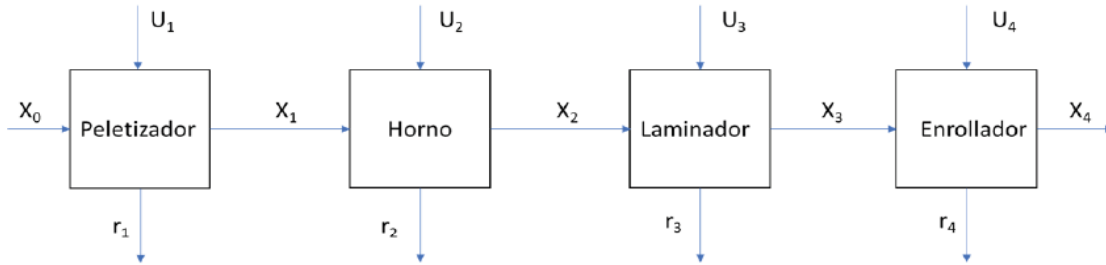 U₁ U₂ U₃ U₄
X₀ Peletizador X₁ Horno X₂ Laminador X₃ Enrollador X₄
r₁ r₂ r₃ r₄